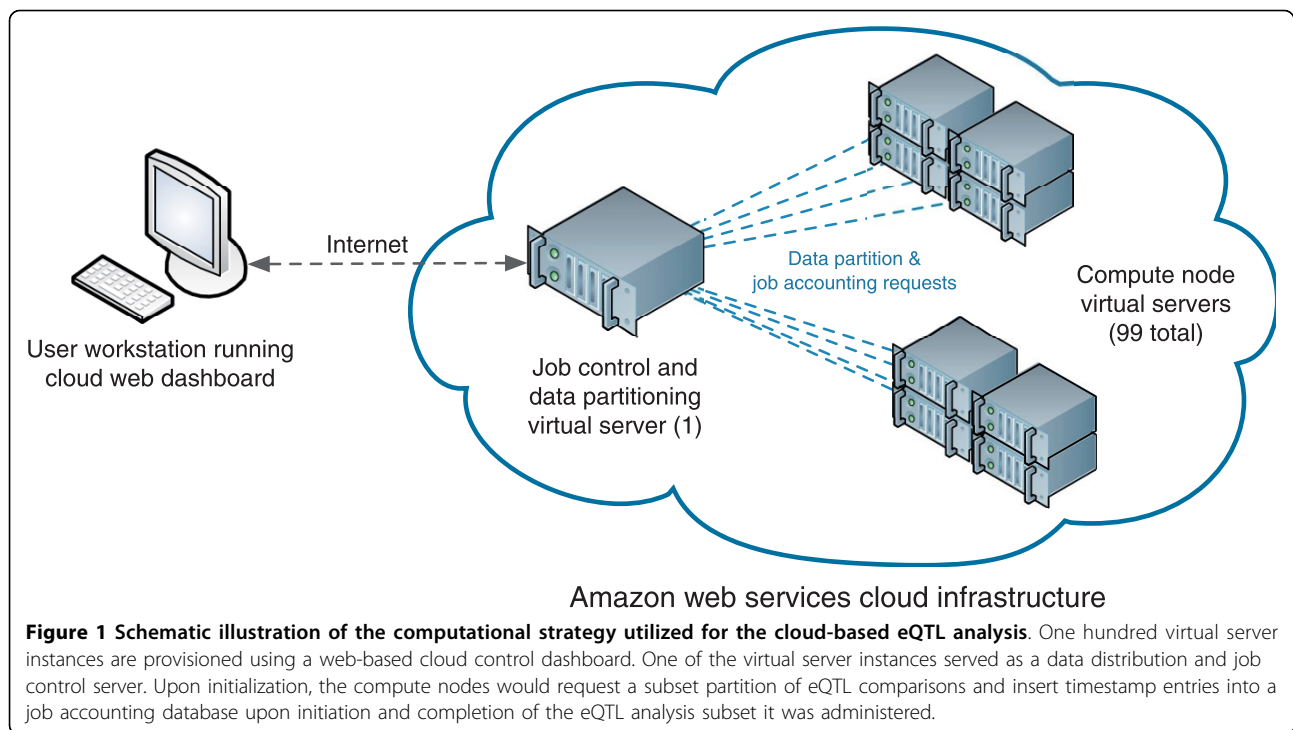 Internet
User workstation running
cloud web dashboard
Job control and
data partitioning
virtual server (1)
Data partition &
job accounting requests
Compute node
virtual servers
(99 total)
Amazon web services cloud infrastructure
Figure 1 Schematic illustration of the computational strategy utilized for the cloud-based eQTL analysis. One hundred virtual server
instances are provisioned using a web-based cloud control dashboard. One of the virtual server instances served as a data distribution and job
control server. Upon initialization, the compute nodes would request a subset partition of eQTL comparisons and insert timestamp entries into a
job accounting database upon initiation and completion of the eQTL analysis subset it was administered.